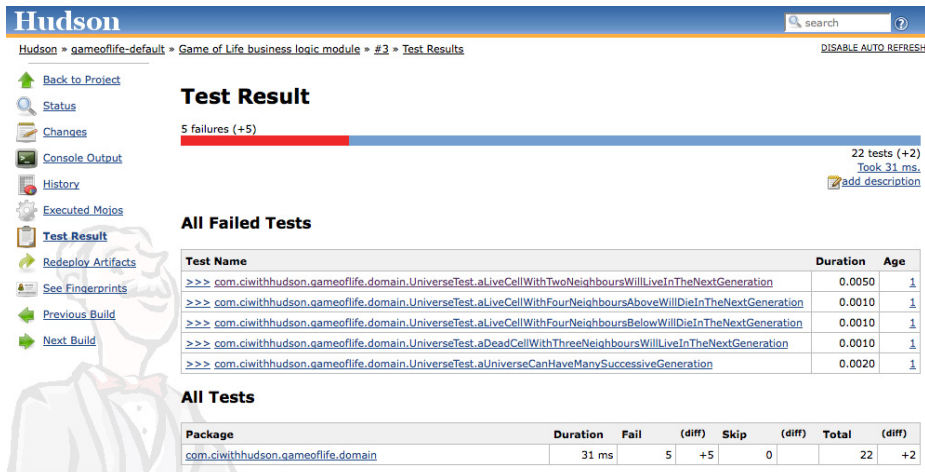 Hudson
search
?
Hudson » gameoflife-default » Game of Life business logic module » #3 » Test Results
DISABLE AUTO REFRESH
Back to Project
Status
Changes
Console Output
History
Executed Mojos
Test Result
Redeploy Artifacts
See Fingerprints
Previous Build
Next Build
Test Result
5 failures (+5)
22 tests (+2)
Took 31 ms.
add description
All Failed Tests
Test Name Duration Age
>>> com.ciwithhudson.gameoflife.domain.UniverseTest.aLiveCellWithTwoNeighboursWillLiveInTheNextGeneration 0.0050 1
>>> com.ciwithhudson.gameoflife.domain.UniverseTest.aLiveCellWithFourNeighboursAboveWillDieInTheNextGeneration 0.0010 1
>>> com.ciwithhudson.gameoflife.domain.UniverseTest.aLiveCellWithFourNeighboursBelowWillDieInTheNextGeneration 0.0010 1
>>> com.ciwithhudson.gameoflife.domain.UniverseTest.aDeadCellWithThreeNeighboursWillLiveInTheNextGeneration 0.0010 1
>>> com.ciwithhudson.gameoflife.domain.UniverseTest.aUniverseCanHaveManySuccessiveGeneration 0.0020 1
All Tests
Package Duration Fail (diff) Skip (diff) Total (diff)
com.ciwithhudson.gameoflife.domain 31 ms 5 +5 0 22 +2